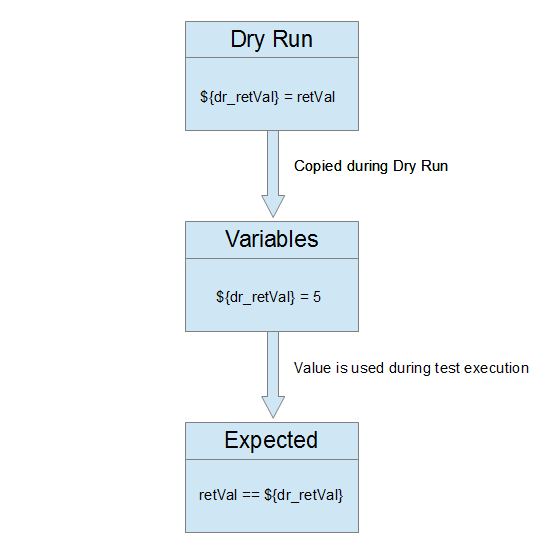 Dry Run
${dr_retVal} = retVal
Copied during Dry Run
Variables
${dr_retVal} = 5
Value is used during test execution
Expected
retVal == ${dr_retVal}